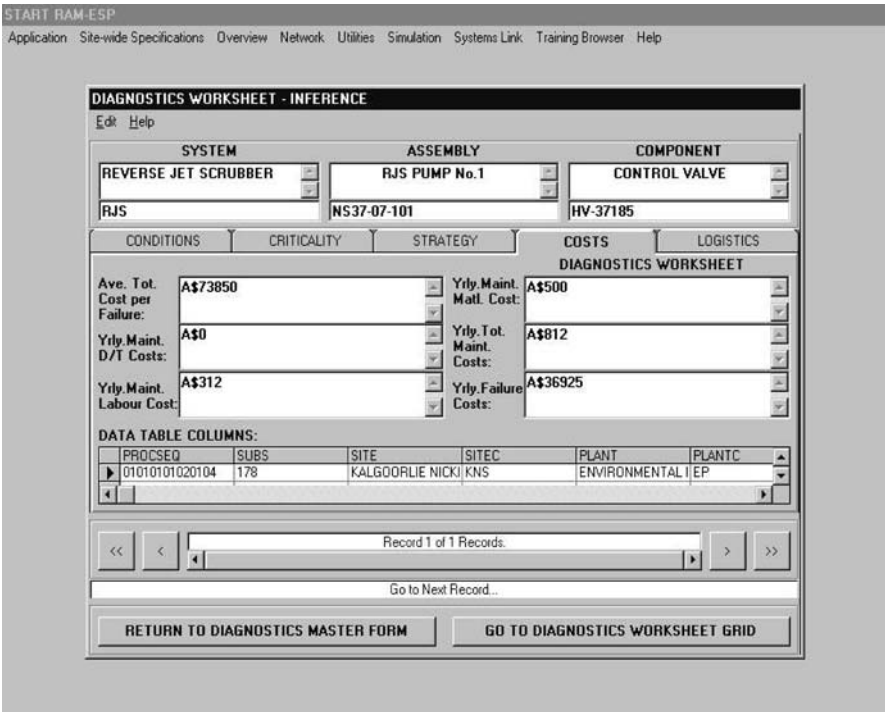 START RAM-ESP
Application Site-wide Specifications Overview Network Utilities Simulation Systems Link Training Browser Help
DIAGNOSTICS WORKSHEET - INFERENCE
Edit Help
SYSTEM ASSEMBLY COMPONENT
REVERSE JET SCRUBBER RJS PUMP No.1 CONTROL VALVE
RJS NS37-07-101 HV-37185
CONDITIONS CRITICALITY STRATEGY COSTS LOGISTICS
DIAGNOSTICS WORKSHEET
Ave. Tot. Cost per Failure: A$73850 Yrly.Maint. Matl. Cost: A$500
Yrly.Maint. D/T Costs: A$0 Yrly.Tot. Maint. Costs: A$812
Yrly.Maint. Labour Cost: A$312 Yrly.Failure Costs: A$36925
DATA TABLE COLUMNS:
PROCSEQ SUBS SITE SITEC PLANT PLANTC
01010101020104 178 KALGOORLIE NICKI KNS ENVIRONMENTAL I EP
<< < Record 1 of 1 Records. > >>
Go to Next Record...
RETURN TO DIAGNOSTICS MASTER FORM GO TO DIAGNOSTICS WORKSHEET GRID